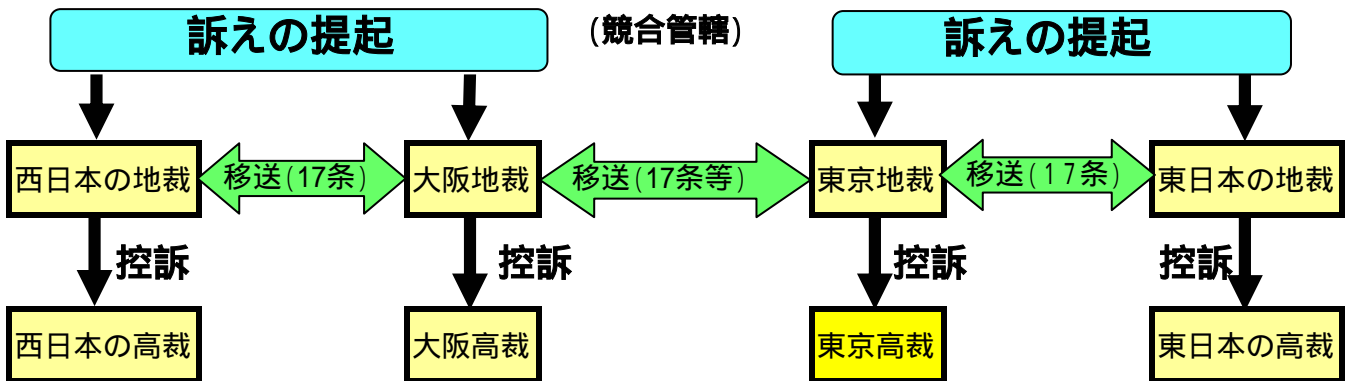 訴えの提起
(競合管轄)
訴えの提起
西日本の地裁
移送(17条)
大阪地裁
移送(17条等)
東京地裁
移送(17条)
東日本の地裁
控訴
控訴
控訴
控訴
西日本の高裁
大阪高裁
東京高裁
東日本の高裁